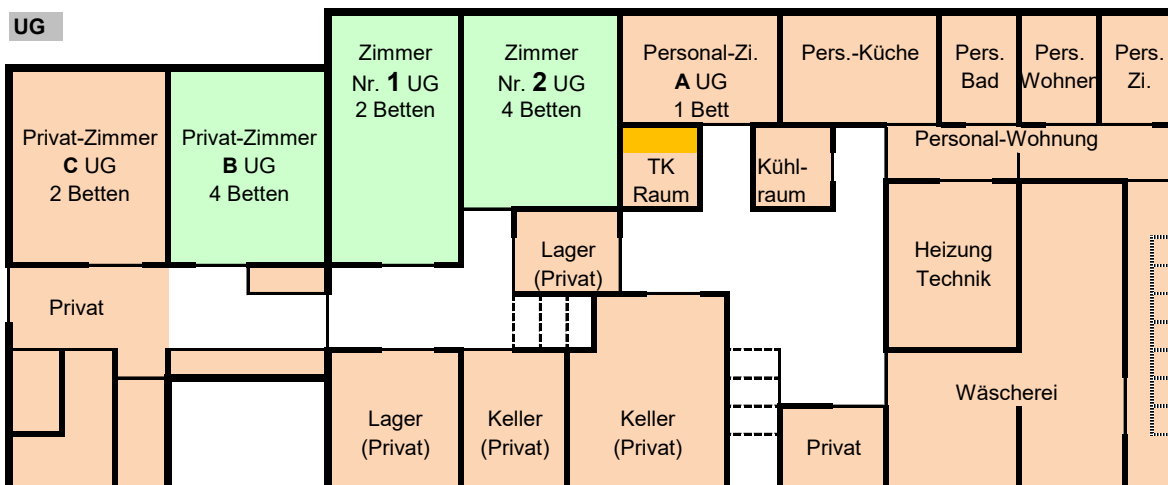 UG
Zimmer
Nr. 1 UG
2 Betten
Zimmer
Nr. 2 UG
4 Betten
Personal-Zi.
A UG
1 Bett
Pers.-Küche
Pers.
Bad
Pers.
Wohnen
Pers.
Zi.
Privat-Zimmer
C UG
2 Betten
Privat-Zimmer
B UG
4 Betten
TK
Raum
Kühl-
raum
Personal-Wohnung
Lager
(Privat)
Heizung
Technik
Privat
Lager
(Privat)
Keller
(Privat)
Keller
(Privat)
Privat
Wäscherei